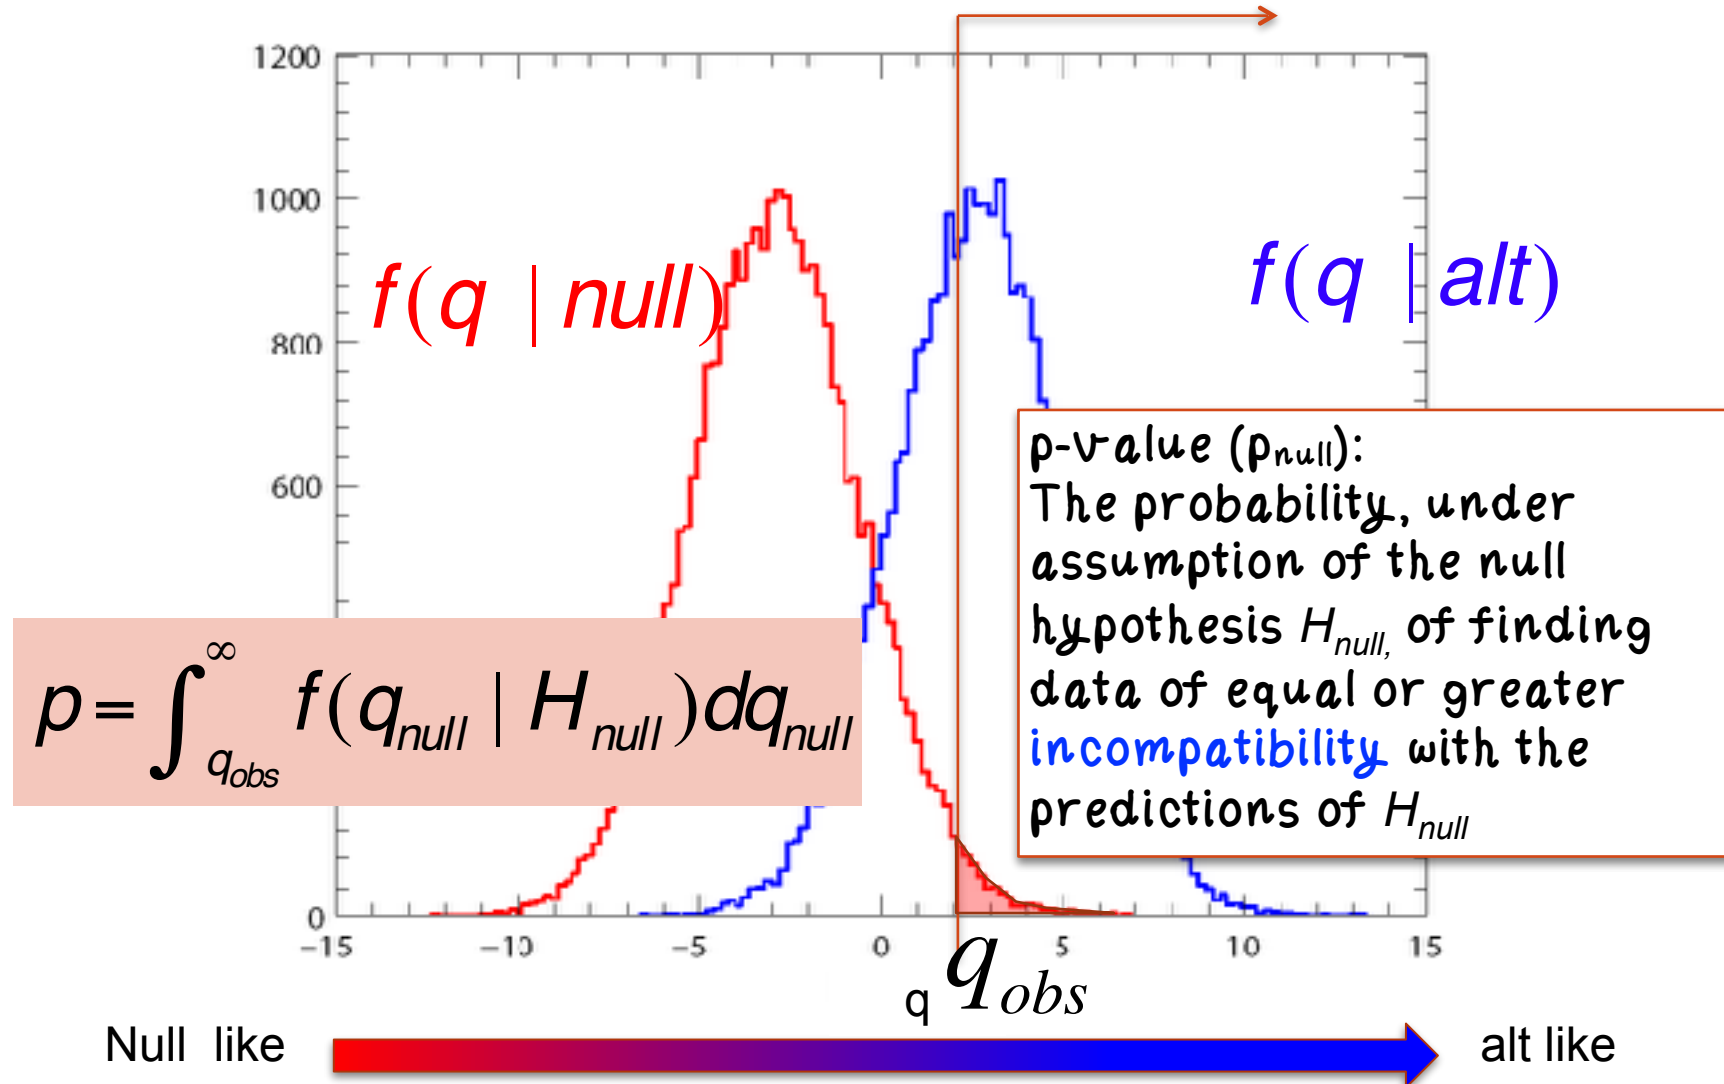 1200
1000
800
600
0
f(q | null)
f(q | alt)
p-value (pnull):
The probability, under
assumption of the null
hypothesis Hnull, of finding
data of equal or greater
incompatibility with the
predictions of Hnull
p = ∫qobs∞ f(qnull | Hnull)dqnull
−15 −10 −5 0 5 10 15
q qobs
Null like alt like